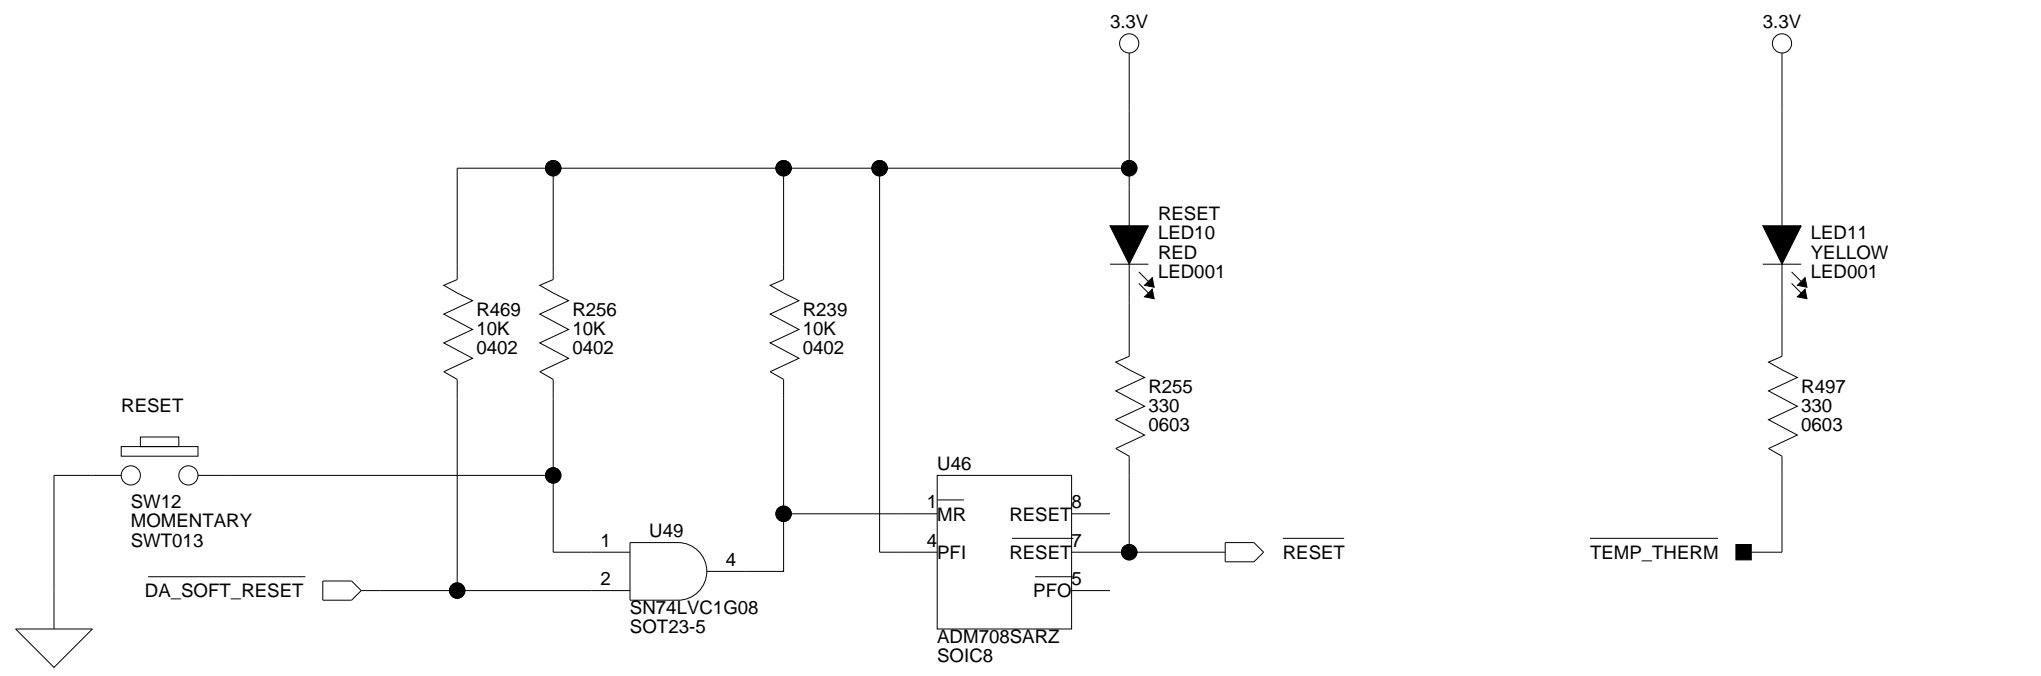 3.3V
3.3V
RESET
LED10
RED
LED001
LED11
YELLOW
LED001
R469
10K
0402
R256
10K
0402
R239
10K
0402
R255
330
0603
R497
330
0603
RESET
SW12
MOMENTARY
SWT013
U49
1
2
4
SN74LVC1G08
SOT23-5
DA_SOFT_RESET
U46
1
MR
4
PFI
RESET
8
RESET
7
PFO
5
ADM708SARZ
SOIC8
RESET
TEMP_THERM